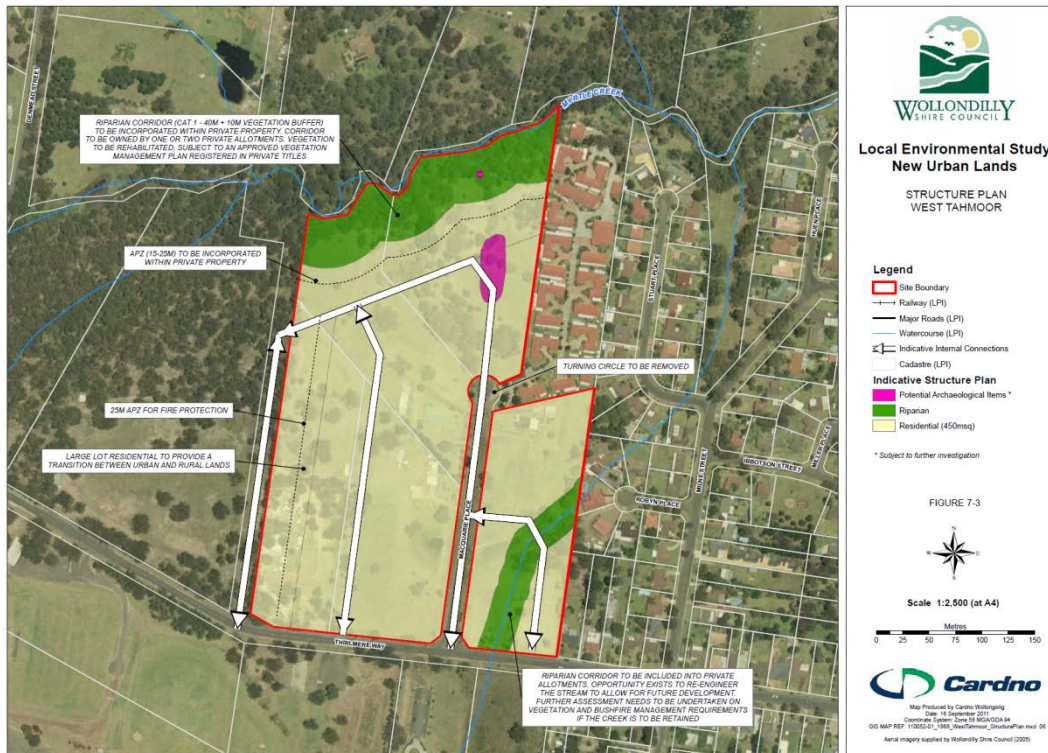 DENMEAD STREET
MYRTLE CREEK
RIPARIAN CORRIDOR (CAT 1 - 40M + 10M VEGETATION BUFFER)
TO BE INCORPORATED WITHIN PRIVATE PROPERTY. CORRIDOR
TO BE OWNED BY ONE OR TWO PRIVATE ALLOTMENTS. VEGETATION
TO BE REHABILITATED, SUBJECT TO AN APPROVED VEGETATION
MANAGEMENT PLAN REGISTERED IN PRIVATE TITLES
APZ (15-25M) TO BE INCORPORATED
WITHIN PRIVATE PROPERTY
STUART PLACE
TURNING CIRCLE TO BE REMOVED
25M APZ FOR FIRE PROTECTION
LARGE LOT RESIDENTIAL TO PROVIDE A
TRANSITION BETWEEN URBAN AND RURAL LANDS
MACQUARIE PLACE
ROBYN PLACE
IBBOTSON STREET
THIRLMERE WAY
RIPARIAN CORRIDOR TO BE INCLUDED INTO PRIVATE
ALLOTMENTS. OPPORTUNITY EXISTS TO RE-ENGINEER
THE STREAM TO ALLOW FOR FUTURE DEVELOPMENT.
FURTHER ASSESSMENT NEEDS TO BE UNDERTAKEN ON
VEGETATION AND BUSHFIRE MANAGEMENT REQUIREMENTS
IF THE CREEK IS TO BE RETAINED
WOLLONDILLY
SHIRE COUNCIL
Local Environmental Study
New Urban Lands
STRUCTURE PLAN
WEST TAHMOOR
Legend
Site Boundary
Railway (LPI)
Major Roads (LPI)
Watercourse (LPI)
Indicative Internal Connections
Cadastre (LPI)
Indicative Structure Plan
Potential Archaeological Items *
Riparian
Residential (450msq)
* Subject to further investigation
FIGURE 7-3
N
W E
S
Scale 1:2,500 (at A4)
Metres
0 25 50 75 100 125 150
Cardno
Map Produced by Cardno Wollongong
Date: 16 September 2011
Coordinate System: Zone 56 MGA/GDA 94
Aerial imagery supplied by Wollondilly Shire Council (2005)